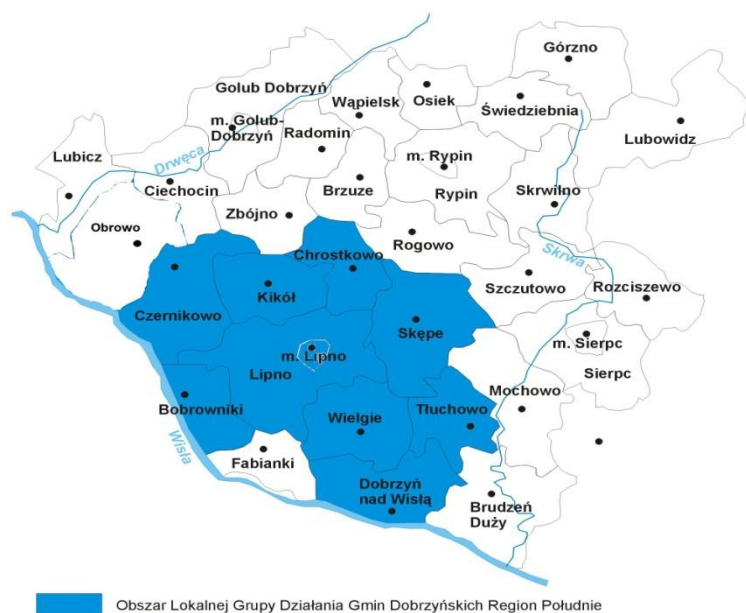 Górzno
Golub Dobrzyń
Wąpielsk
Osiek
Świedziebnia
m. Golub-
Dobrzyń
Radomin
Lubowidz
Lubicz
Drwęca
m. Rypin
Ciechocin
Brzuze
Rypin
Skrwilno
Zbójno
Obrowo
Rogowo
Chrostkowo
Skrwa
Kikół
Szczutowo
Rozciszewo
Czernikowo
Skępe
m. Sierpc
m. Lipno
Lipno
Sierpc
Mochowo
Bobrowniki
Wielgie
Tłuchowo
Wisła
Fabianki
Dobrzyń
nad Wisłą
Brudzeń
Duży
Obszar Lokalnej Grupy Działania Gmin Dobrzyńskich Region Południe